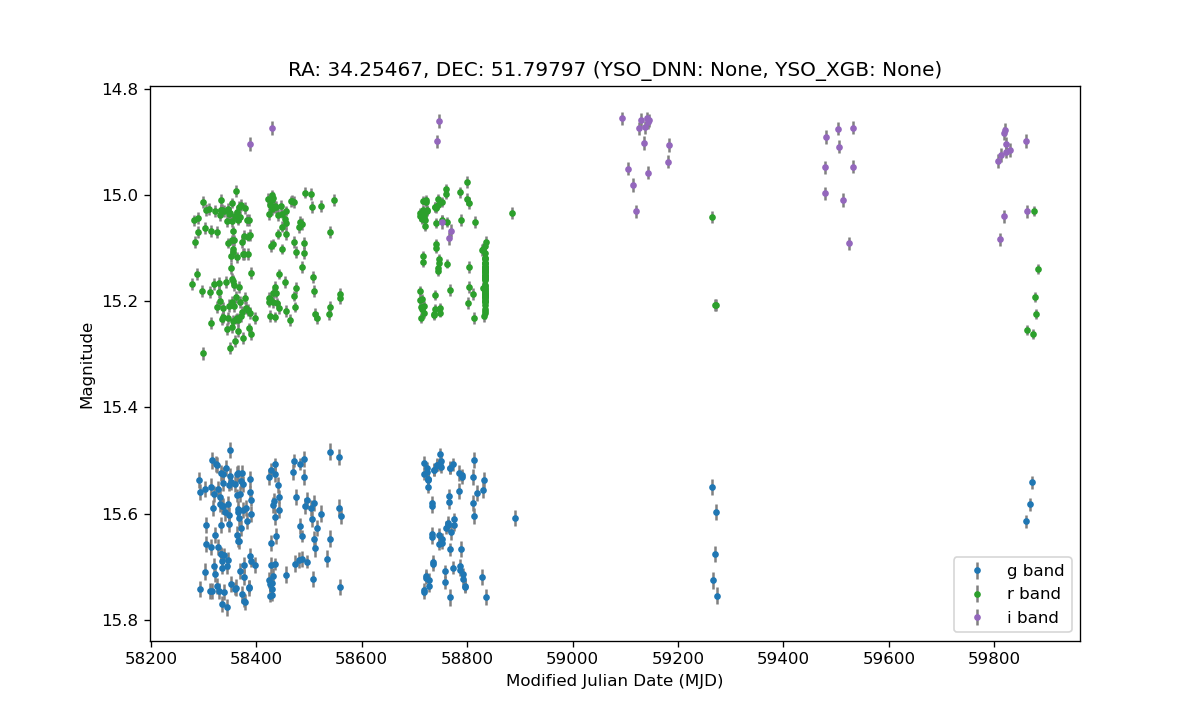 RA: 34.25467, DEC: 51.79797 (YSO_DNN: None, YSO_XGB: None)
14.8
15.0
15.2
15.4
15.6
15.8
Magnitude
58200
58400
58600
58800
59000
59200
59400
59600
59800
Modified Julian Date (MJD)
g band
r band
i band